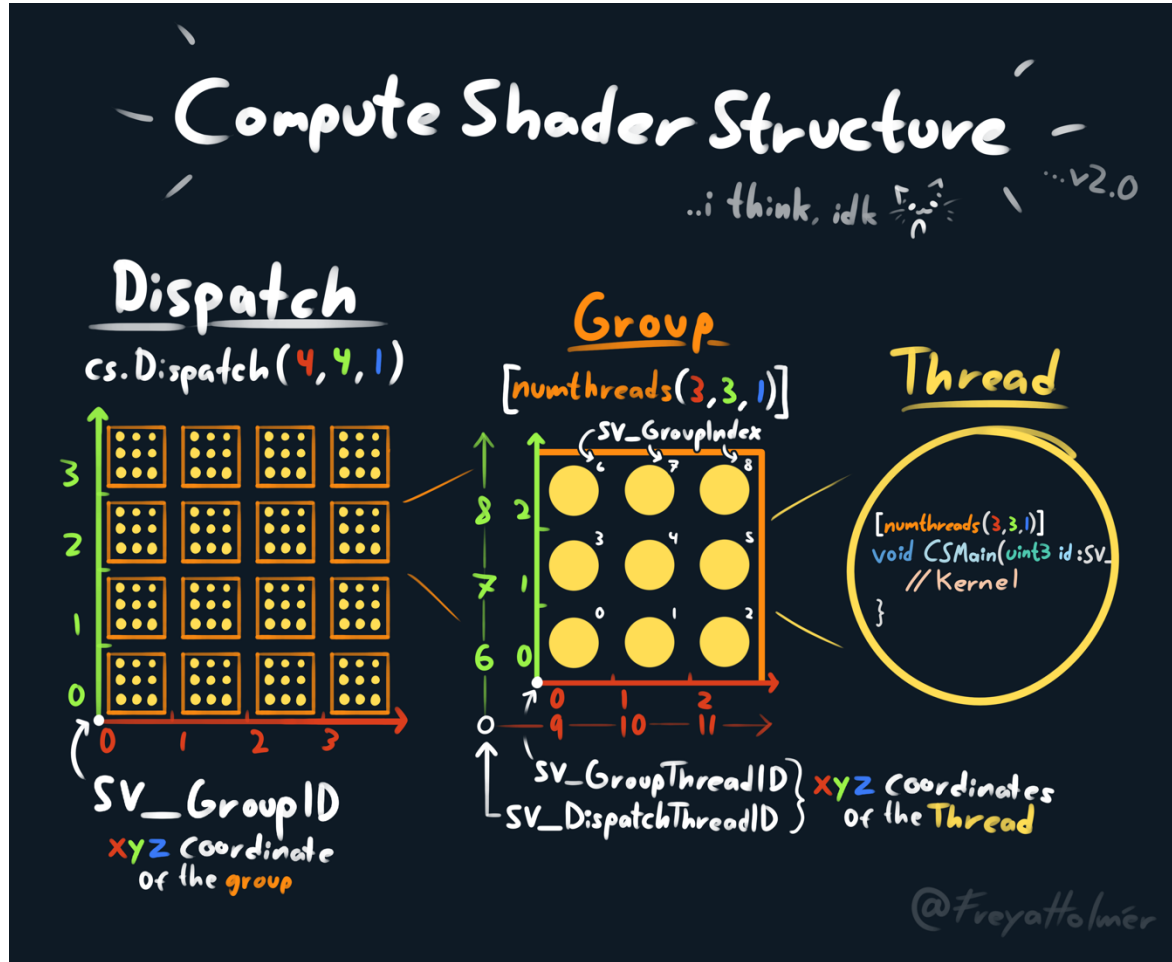 Compute Shader Structure
...v2.0
..i think, idk
Dispatch
cs.Dispatch(4,4,1)
3
2
1
0
0 1 2 3
SV_GroupID
xyz coordinate
of the group
Group
[numthreads(3,3,1)]
SV_GroupIndex
6 7 8
8 2
3 4 5
7 1
0 1 2
6 0
0 1 2
9 10 11
SV_GroupThreadID
SV_DispatchThreadID
xyz coordinates
of the Thread
Thread
[numthreads(3,3,1)]
void CSMain(uint3 id:SV_
//Kernel
}
@FreyaHolmér